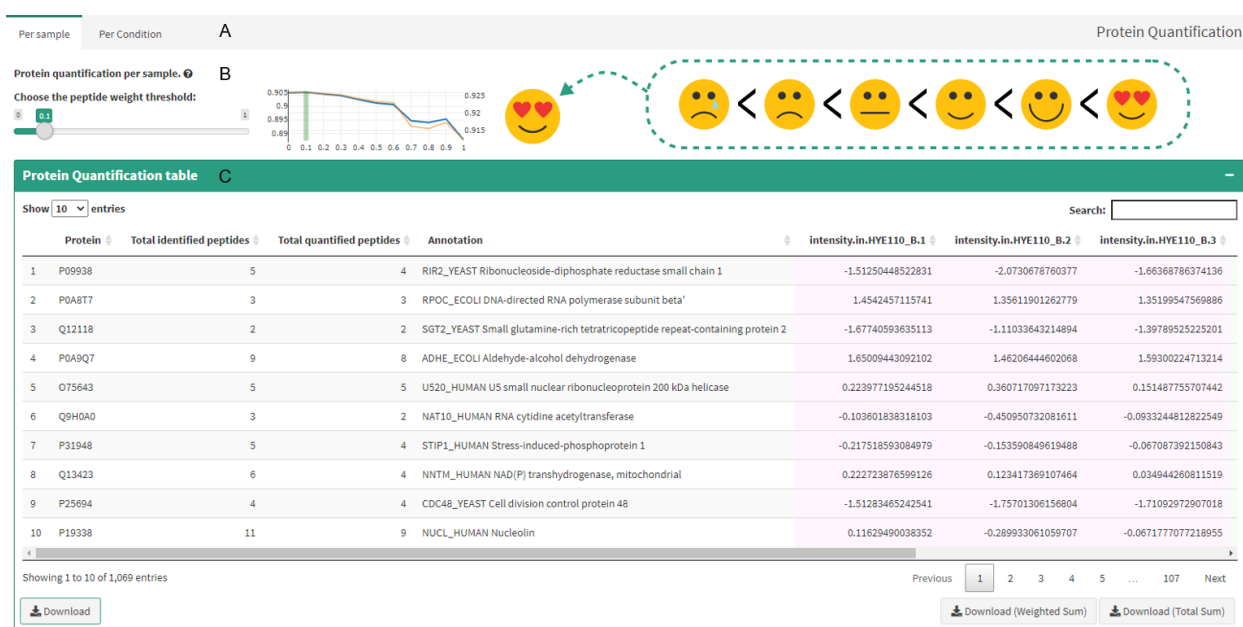 Per sample Per Condition A Protein Quantification
Protein quantification per sample. B
Choose the peptide weight threshold:
0 0.1 1
0.905 0.925
0.9 0.92
0.895 0.915
0.89
0 0.1 0.2 0.3 0.4 0.5 0.6 0.7 0.8 0.9 1
< < < < <
Protein Quantification table C
Show 10 entries Search:
Protein Total identified peptides Total quantified peptides Annotation intensity.in.HYE110_B.1 intensity.in.HYE110_B.2 intensity.in.HYE110_B.3
1 P09938 5 4 RIR2_YEAST Ribonucleoside-diphosphate reductase small chain 1 -1.51250448522831 -2.0730678760377 -1.66368786374136
2 P0A8T7 3 3 RPOC_ECOLI DNA-directed RNA polymerase subunit beta' 1.4542457115741 1.35611901262779 1.35199547569886
3 Q12118 2 2 SGT2_YEAST Small glutamine-rich tetratricopeptide repeat-containing protein 2 -1.67740593635113 -1.11033643214894 -1.39789525225201
4 P0A9Q7 9 8 ADHE_ECOLI Aldehyde-alcohol dehydrogenase 1.65009443092102 1.46206444602068 1.59300224713214
5 O75643 5 5 U520_HUMAN U5 small nuclear ribonucleoprotein 200 kDa helicase 0.223977195244518 0.360717097173223 0.151487755707442
6 Q9H0A0 3 2 NAT10_HUMAN RNA cytidine acetyltransferase -0.103601838318103 -0.450950732081611 -0.0933244812822549
7 P31948 5 4 STIP1_HUMAN Stress-induced-phosphoprotein 1 -0.217518593084979 -0.153590849619488 -0.067087392150843
8 Q13423 6 4 NNTM_HUMAN NAD(P) transhydrogenase, mitochondrial 0.222723876599126 0.123417369107464 0.034944260811519
9 P25694 4 4 CDC48_YEAST Cell division control protein 48 -1.51283465242541 -1.75701306156804 -1.71092972907018
10 P19338 11 9 NUCL_HUMAN Nucleolin 0.11629490038352 -0.289933061059707 -0.0671777077218955
Showing 1 to 10 of 1,069 entries Previous 1 2 3 4 5 ... 107 Next
Download Download (Weighted Sum) Download (Total Sum)